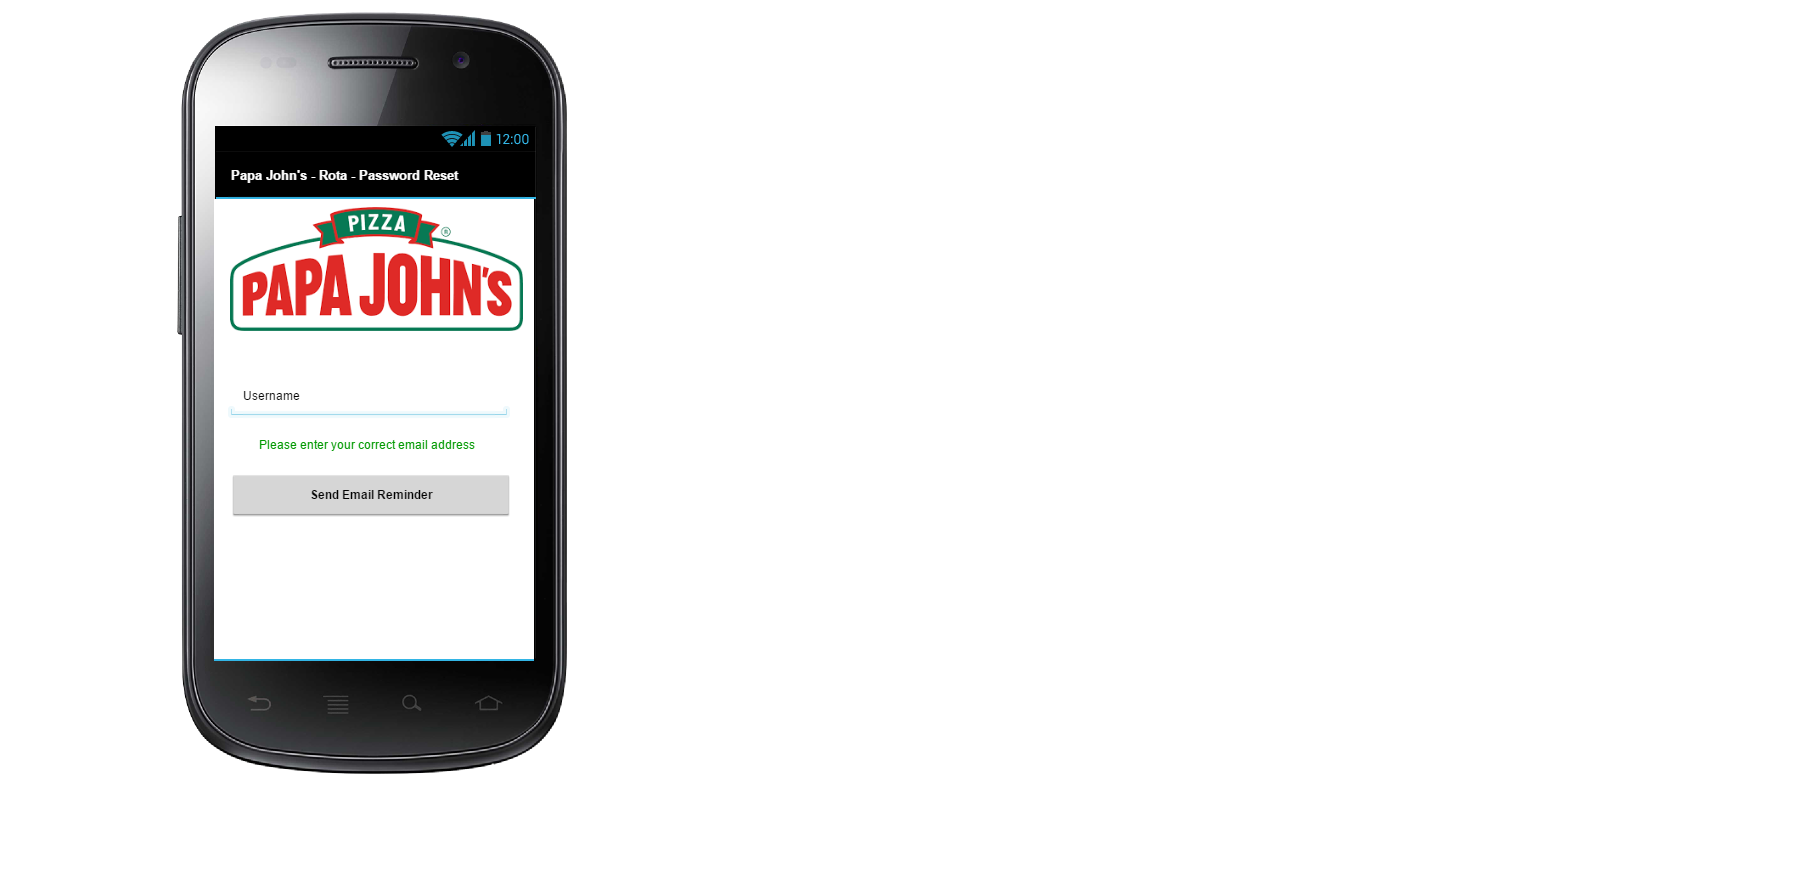 12:00
Papa John's - Rota - Password Reset
PIZZA
®
PAPA JOHN'S
Username
Please enter your correct email address
Send Email Reminder